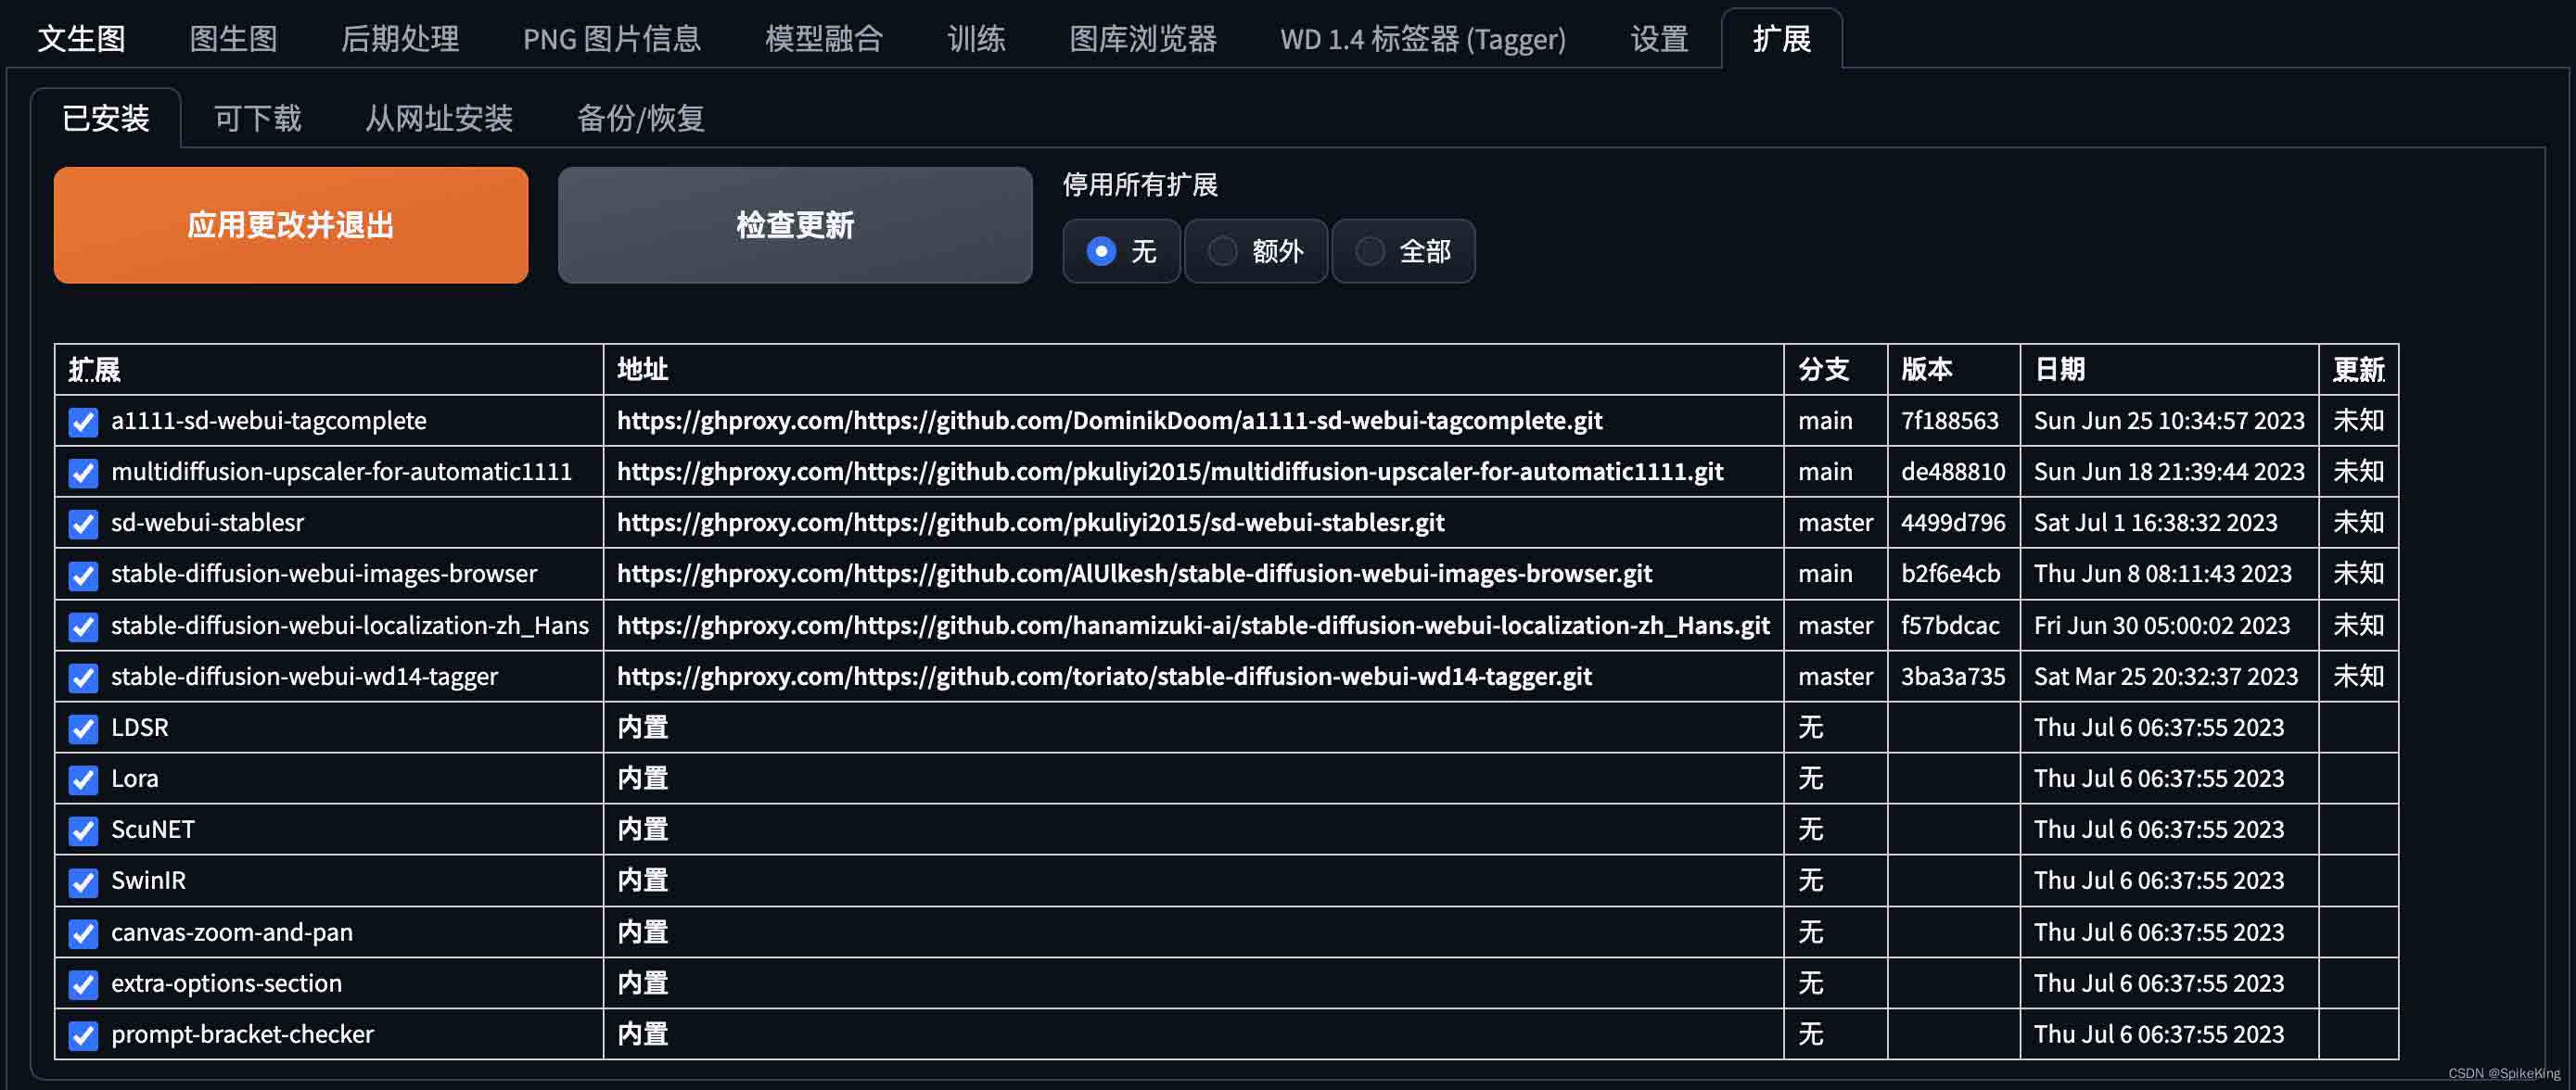 文生图 图生图 后期处理 PNG 图片信息 模型融合 训练 图库浏览器 WD 1.4 标签器 (Tagger) 设置 扩展
已安装 可下载 从网址安装 备份/恢复
应用更改并退出 检查更新 停用所有扩展
无 额外 全部
扩展 地址 分支 版本 日期 更新
a1111-sd-webui-tagcomplete https://ghproxy.com/https://github.com/DominikDoom/a1111-sd-webui-tagcomplete.git main 7f188563 Sun Jun 25 10:34:57 2023 未知
multidiffusion-upscaler-for-automatic1111 https://ghproxy.com/https://github.com/pkuliyi2015/multidiffusion-upscaler-for-automatic1111.git main de488810 Sun Jun 18 21:39:44 2023 未知
sd-webui-stablesr https://ghproxy.com/https://github.com/pkuliyi2015/sd-webui-stablesr.git master 4499d796 Sat Jul 1 16:38:32 2023 未知
stable-diffusion-webui-images-browser https://ghproxy.com/https://github.com/AlUlkesh/stable-diffusion-webui-images-browser.git main b2f6e4cb Thu Jun 8 08:11:43 2023 未知
stable-diffusion-webui-localization-zh_Hans https://ghproxy.com/https://github.com/hanamizuki-ai/stable-diffusion-webui-localization-zh_Hans.git master f57bdcac Fri Jun 30 05:00:02 2023 未知
stable-diffusion-webui-wd14-tagger https://ghproxy.com/https://github.com/toriato/stable-diffusion-webui-wd14-tagger.git master 3ba3a735 Sat Mar 25 20:32:37 2023 未知
LDSR 内置 无 Thu Jul 6 06:37:55 2023
Lora 内置 无 Thu Jul 6 06:37:55 2023
ScuNET 内置 无 Thu Jul 6 06:37:55 2023
SwinIR 内置 无 Thu Jul 6 06:37:55 2023
canvas-zoom-and-pan 内置 无 Thu Jul 6 06:37:55 2023
extra-options-section 内置 无 Thu Jul 6 06:37:55 2023
prompt-bracket-checker 内置 无 Thu Jul 6 06:37:55 2023
CSDN @SpikeKing